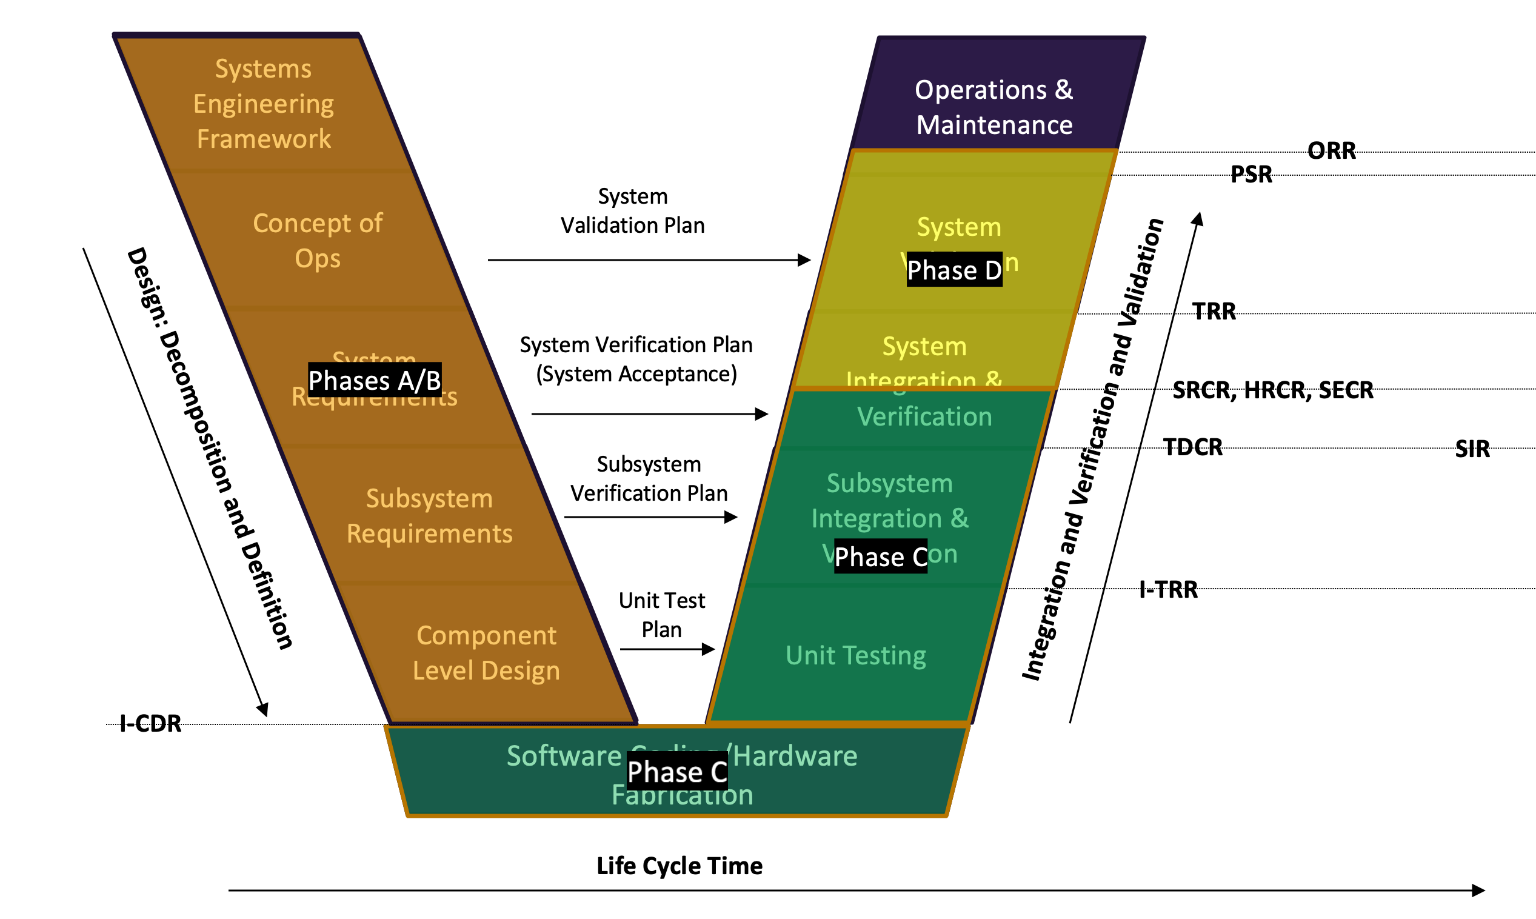 Systems
Engineering
Framework
Concept of
Ops
System
Requirements
Phases A/B
Subsystem
Requirements
Component
Level Design
Design: Decomposition and Definition
I-CDR
System
Validation Plan
System Verification Plan
(System Acceptance)
Subsystem
Verification Plan
Unit Test
Plan
Operations &
Maintenance
System
Phase D
System
Integration &
Verification
Subsystem
Integration &
Phase C
Unit Testing
Software /Hardware
Phase C
Fabrication
Integration and Verification and Validation
ORR
PSR
TRR
SRCR, HRCR, SECR
TDCR
SIR
I-TRR
Life Cycle Time